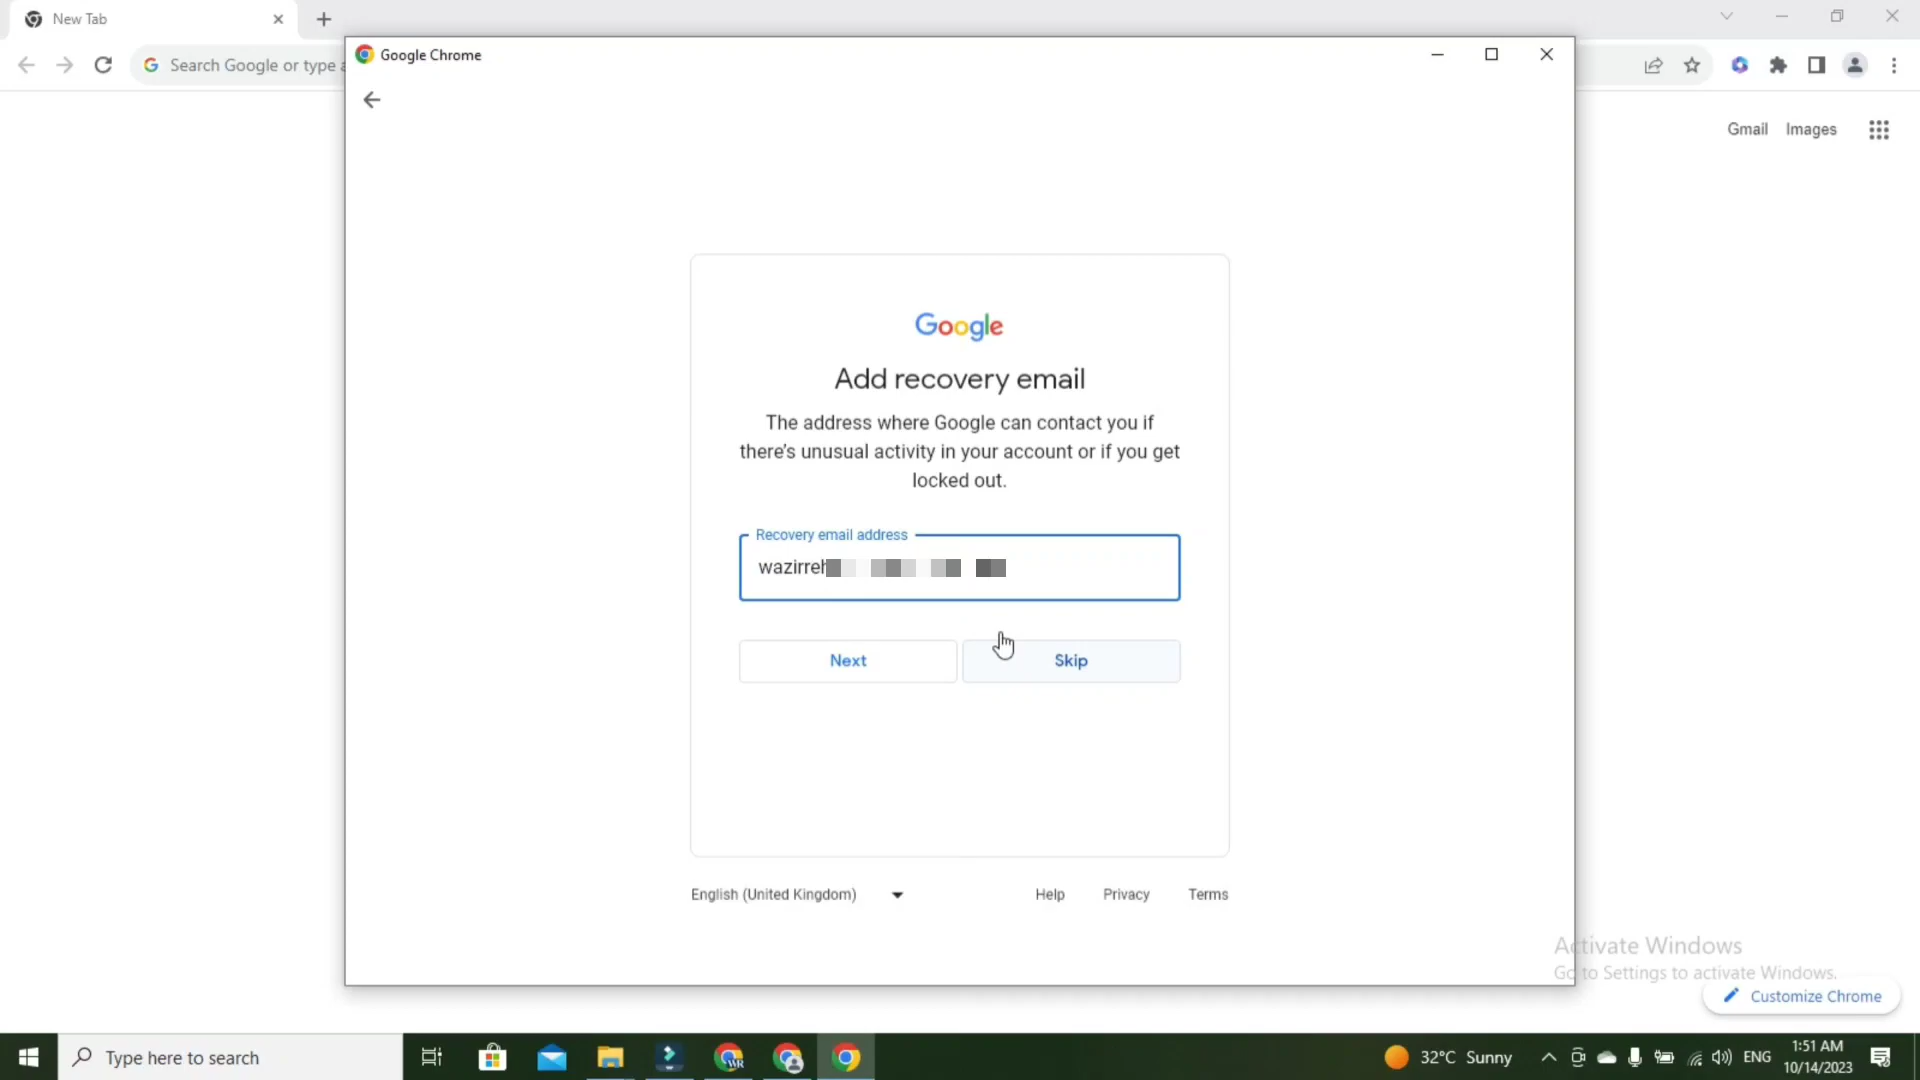 New Tab
Google Chrome
Search Google or type a
Gmail Images
Google
Add recovery email
The address where Google can contact you if
there's unusual activity in your account or if you get
locked out.
Recovery email address
wazirreh
Next Skip
English (United Kingdom) Help Privacy Terms
Activate Windows
Go to Settings to activate Windows.
Customize Chrome
Type here to search
WR
32°C Sunny
ENG
1:51 AM
10/14/2023